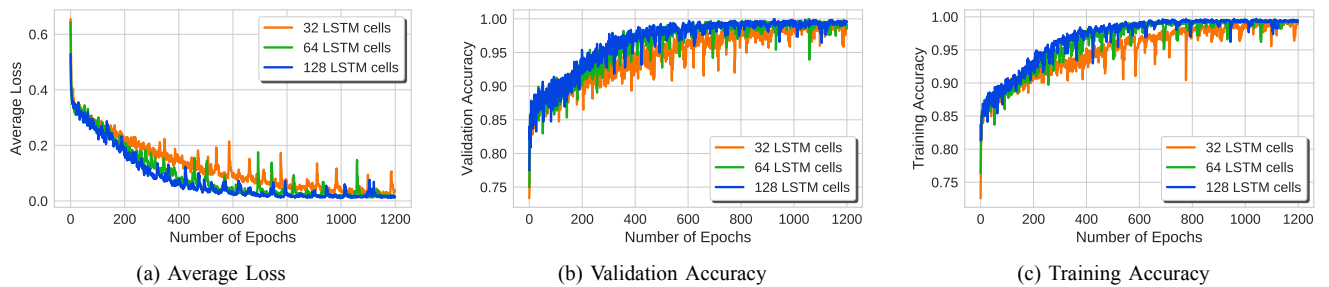 Average Loss
0.6
0.4
0.2
0.0
32 LSTM cells
64 LSTM cells
128 LSTM cells
0 200 400 600 800 1000 1200
Number of Epochs
(a) Average Loss
Validation Accuracy
1.00
0.95
0.90
0.85
0.80
0.75
32 LSTM cells
64 LSTM cells
128 LSTM cells
0 200 400 600 800 1000 1200
Number of Epochs
(b) Validation Accuracy
Training Accuracy
1.00
0.95
0.90
0.85
0.80
0.75
32 LSTM cells
64 LSTM cells
128 LSTM cells
0 200 400 600 800 1000 1200
Number of Epochs
(c) Training Accuracy